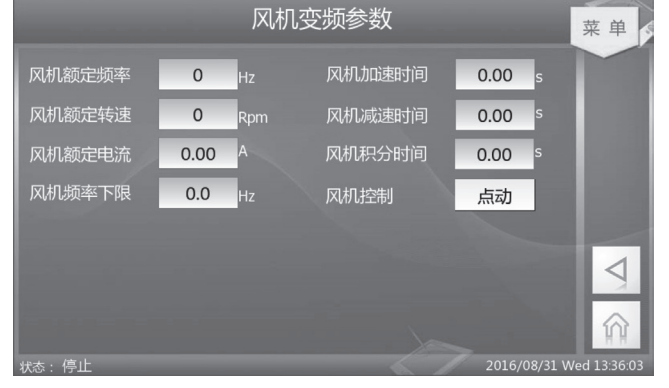 风机变频参数
菜单
风机额定频率 0 Hz 风机加速时间 0.00 s
风机额定转速 0 Rpm 风机减速时间 0.00 s
风机额定电流 0.00 A 风机积分时间 0.00 s
风机频率下限 0.0 Hz 风机控制 点动
状态：停止 2016/08/31 Wed 13:36:03